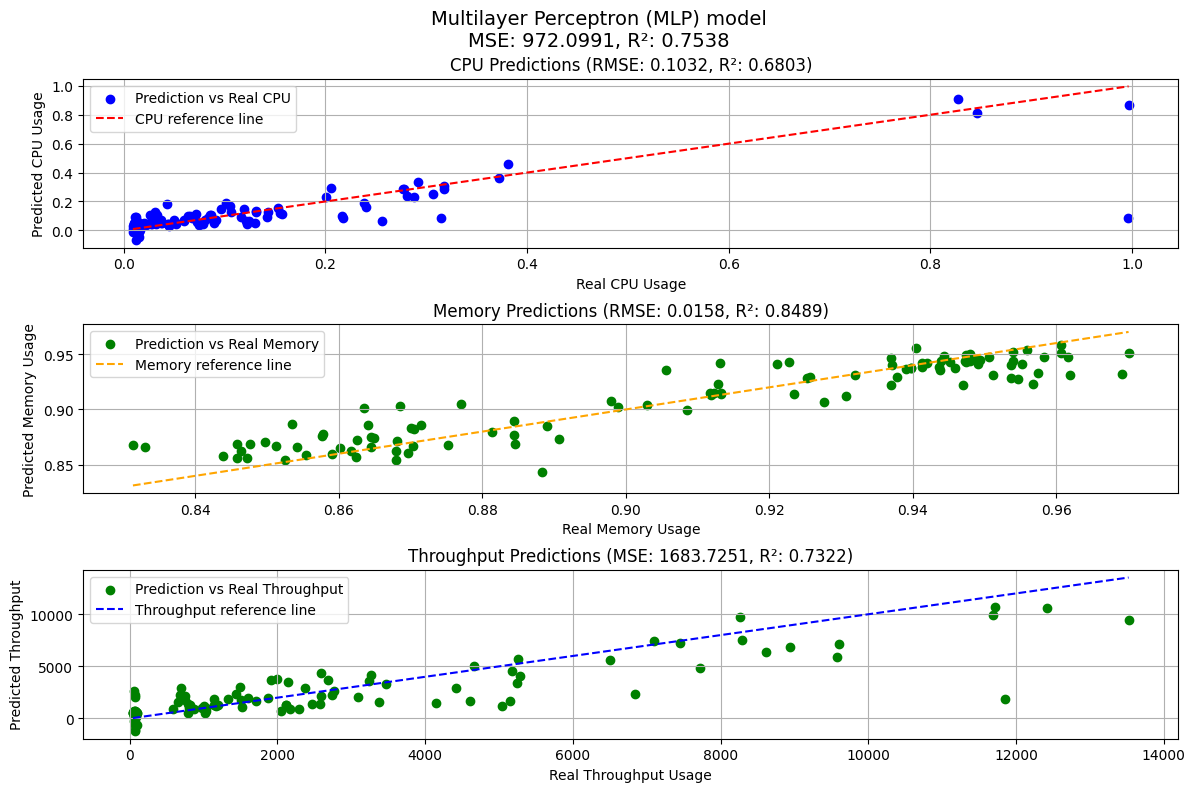 Multilayer Perceptron (MLP) model
MSE: 972.0991, R²: 0.7538
CPU Predictions (RMSE: 0.1032, R²: 0.6803)
Predicted CPU Usage
1.0
0.8
0.6
0.4
0.2
0.0
Prediction vs Real CPU
CPU reference line
0.0 0.2 0.4 0.6 0.8 1.0
Real CPU Usage
Memory Predictions (RMSE: 0.0158, R²: 0.8489)
Predicted Memory Usage
0.95
0.90
0.85
Prediction vs Real Memory
Memory reference line
0.84 0.86 0.88 0.90 0.92 0.94 0.96
Real Memory Usage
Throughput Predictions (MSE: 1683.7251, R²: 0.7322)
Predicted Throughput
10000
5000
0
Prediction vs Real Throughput
Throughput reference line
0 2000 4000 6000 8000 10000 12000 14000
Real Throughput Usage